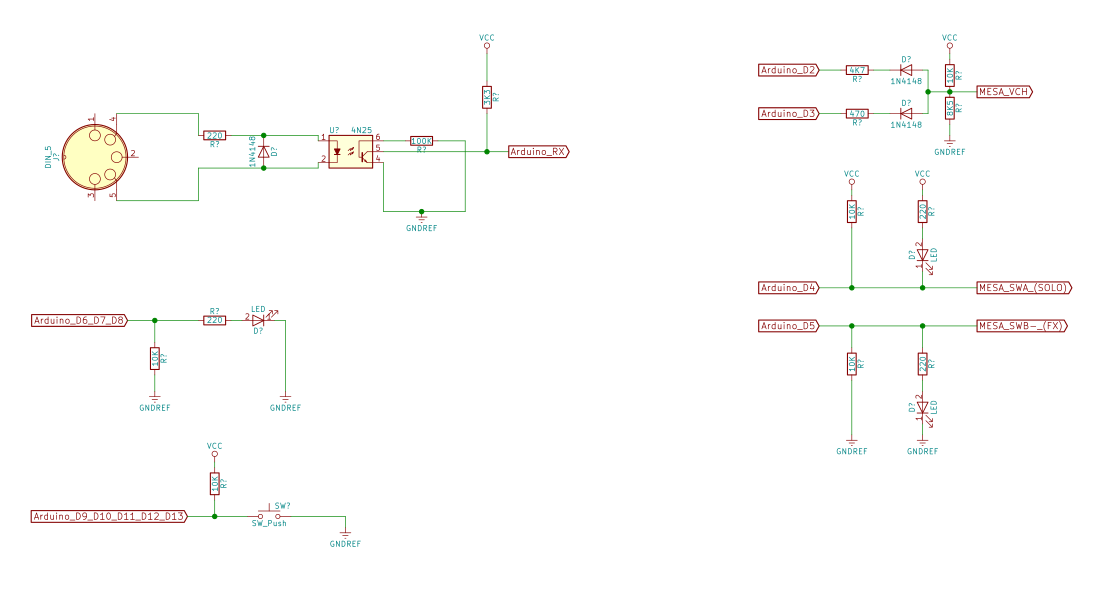 VCC
3K3
R?
DIN_5
J?
1
4
2
3
5
220
R?
1N4148
D?
U?
4N25
1
2
6
5
4
100K
R?
Arduino_RX
GNDREF
Arduino_D6_D7_D8
R?
220
LED
2
1
D?
10K
R?
GNDREF
GNDREF
VCC
10K
R?
Arduino_D9_D10_D11_D12_D13
SW?
SW_Push
GNDREF
VCC
Arduino_D2
4K7
R?
D?
1N4148
10K
R?
MESA_VCH
Arduino_D3
470
R?
D?
1N4148
8K5
R?
GNDREF
VCC
VCC
10K
R?
220
R?
D?
2
1
LED
Arduino_D4
MESA_SWA_(SOLO)
Arduino_D5
MESA_SWB-_(FX)
10K
R?
220
R?
D?
2
1
LED
GNDREF
GNDREF